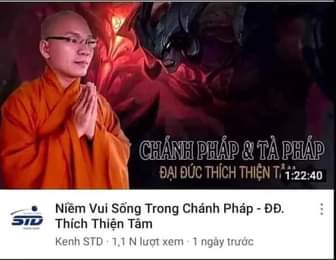 CHÁNH PHÁP & TÀ PHÁP
ĐẠI ĐỨC THÍCH THIỆN
1:22:40
STD
Niềm Vui Sống Trong Chánh Pháp - ĐĐ.
Thích Thiện Tâm
Kenh STD · 1,1 N lượt xem · 1 ngày trước